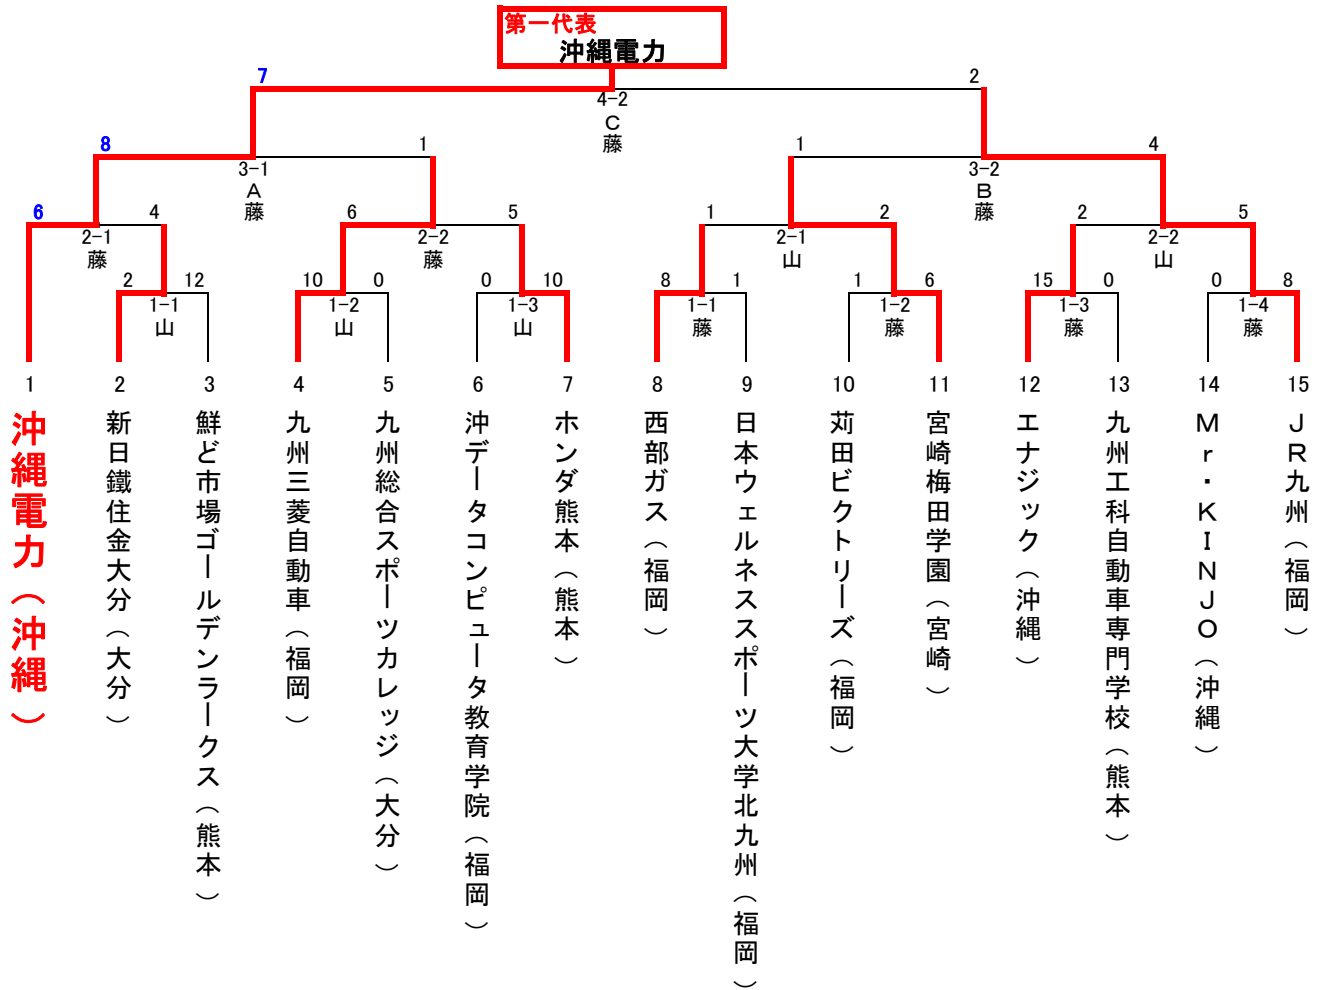 第一代表
沖縄電力
7 2
4-2
C
藤
8 1 1 4
3-1 3-2
A B
藤 藤
6 4 6 5 1 2 2 5
2-1 2-2 2-1 2-2
藤 藤 山 山
2 12 10 0 0 10 8 1 1 6 15 0 0 8
1-1 1-2 1-3 1-1 1-2 1-3 1-4
山 山 山 藤 藤 藤 藤
1 2 3 4 5 6 7 8 9 10 11 12 13 14 15
沖縄電力（沖縄）
新日鐵住金大分（大分）
鮮ど市場ゴールデンラークス（熊本）
九州三菱自動車（福岡）
九州総合スポーツカレッジ（大分）
沖データコンピュータ教育学院（福岡）
ホンダ熊本（熊本）
西部ガス（福岡）
日本ウェルネススポーツ大学北九州（福岡）
苅田ビクトリーズ（福岡）
宮崎梅田学園（宮崎）
エナジック（沖縄）
九州工科自動車専門学校（熊本）
Mr・KINJO（沖縄）
JR九州（福岡）